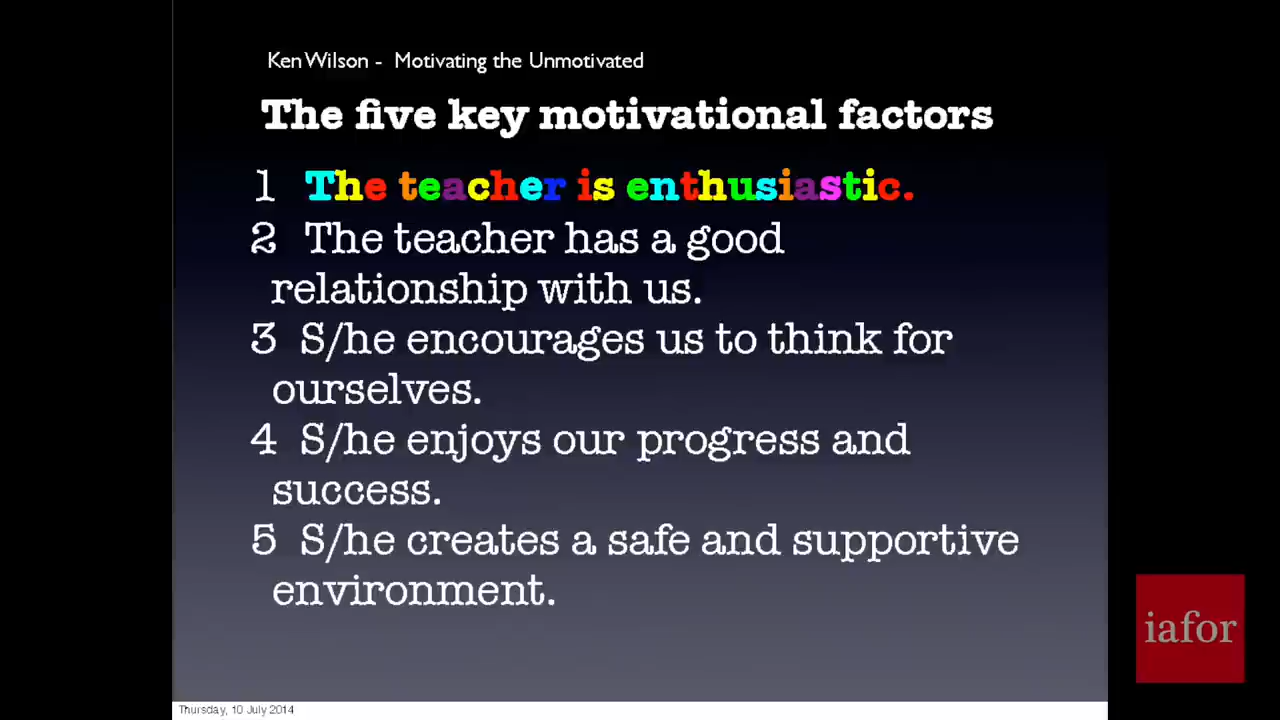 Ken Wilson - Motivating the Unmotivated
The five key motivational factors
1 The teacher is enthusiastic.
2 The teacher has a good
relationship with us.
3 S/he encourages us to think for
ourselves.
4 S/he enjoys our progress and
success.
5 S/he creates a safe and supportive
environment.
iafor
Thursday, 10 July 2014